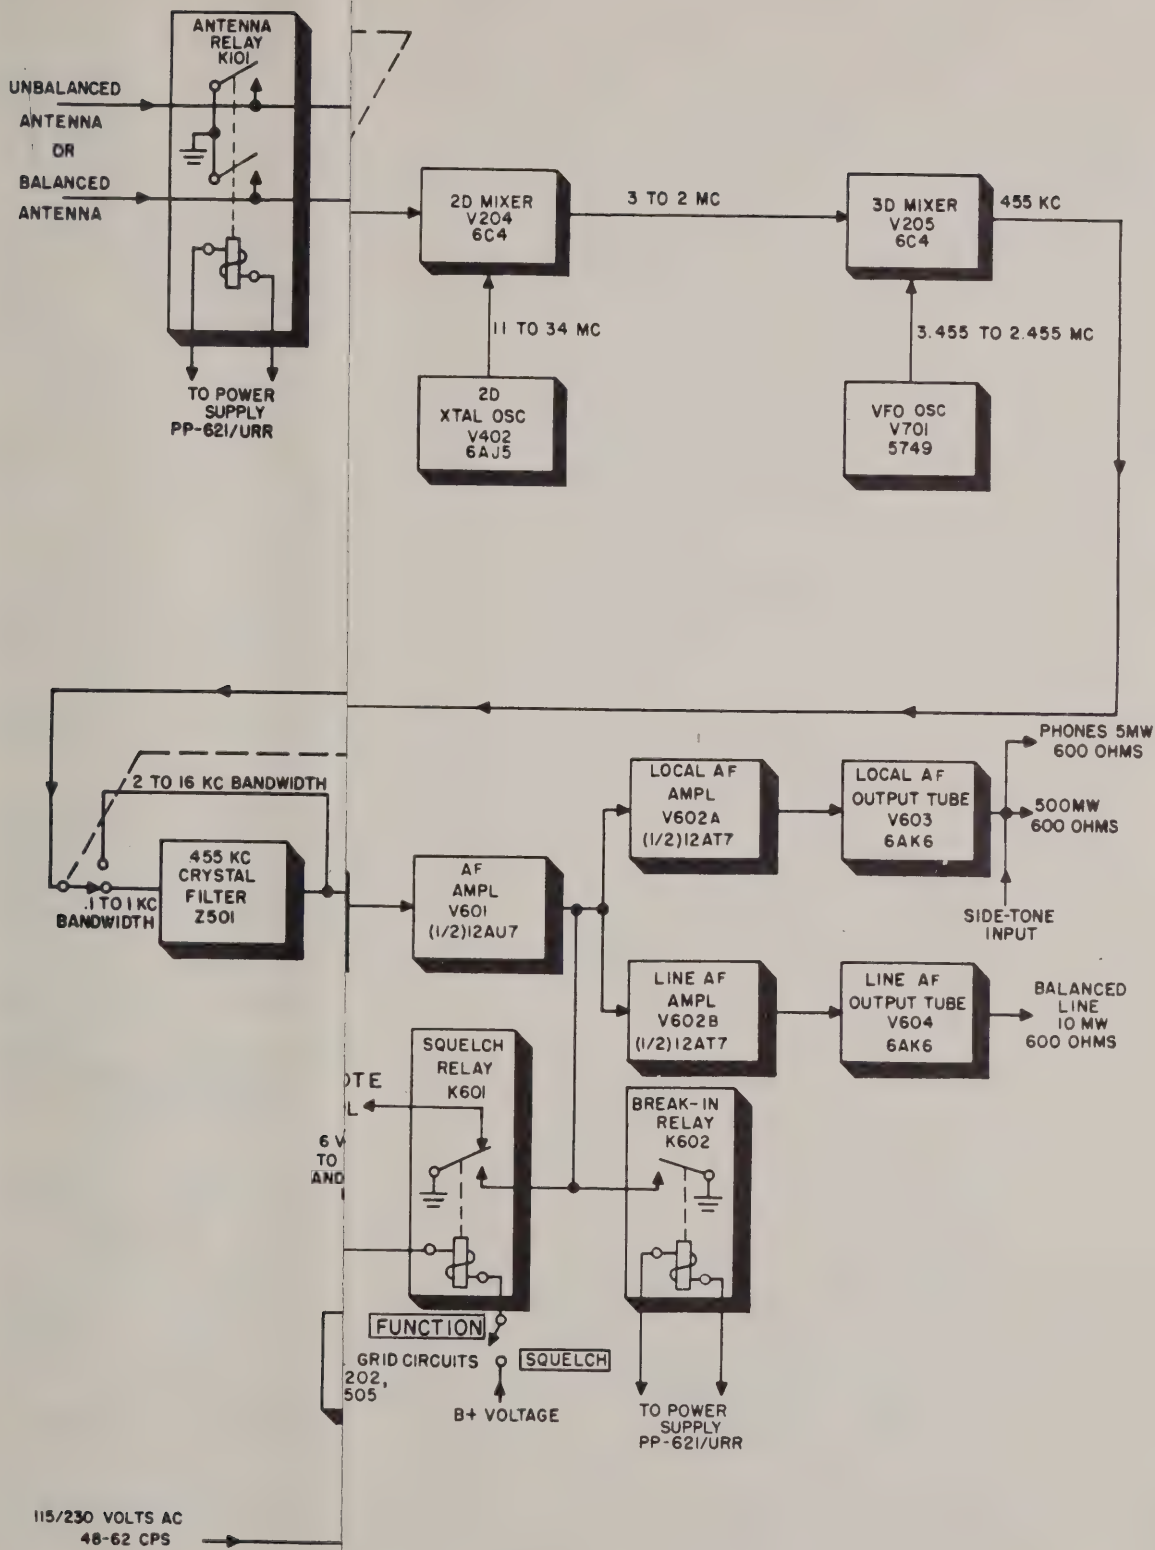 ANTENNA
RELAY
K101
UNBALANCED
ANTENNA
OR
BALANCED
ANTENNA
TO POWER
SUPPLY
PP-621/URR
2D MIXER
V204
6C4
3 TO 2 MC
3D MIXER
V205
6C4
455 KC
11 TO 34 MC
3.455 TO 2.455 MC
2D
XTAL OSC
V402
6AJ5
VFO OSC
V701
5749
2 TO 16 KC BANDWIDTH
455 KC
CRYSTAL
FILTER
Z501
.1 TO 1 KC
BANDWIDTH
AF
AMPL
V601
(1/2)12AU7
LOCAL AF
AMPL
V602A
(1/2)12AT7
LOCAL AF
OUTPUT TUBE
V603
6AK6
PHONES 5MW
600 OHMS
500MW
600 OHMS
SIDE-TONE
INPUT
LINE AF
AMPL
V602B
(1/2)12AT7
LINE AF
OUTPUT TUBE
V604
6AK6
BALANCED
LINE
10 MW
600 OHMS
SQUELCH
RELAY
K601
OTE
L
6 V
TO
AND
BREAK-IN
RELAY
K602
FUNCTION
GRID CIRCUITS
202,
505
SQUELCH
B+ VOLTAGE
TO POWER
SUPPLY
PP-621/URR
115/230 VOLTS AC
48-62 CPS